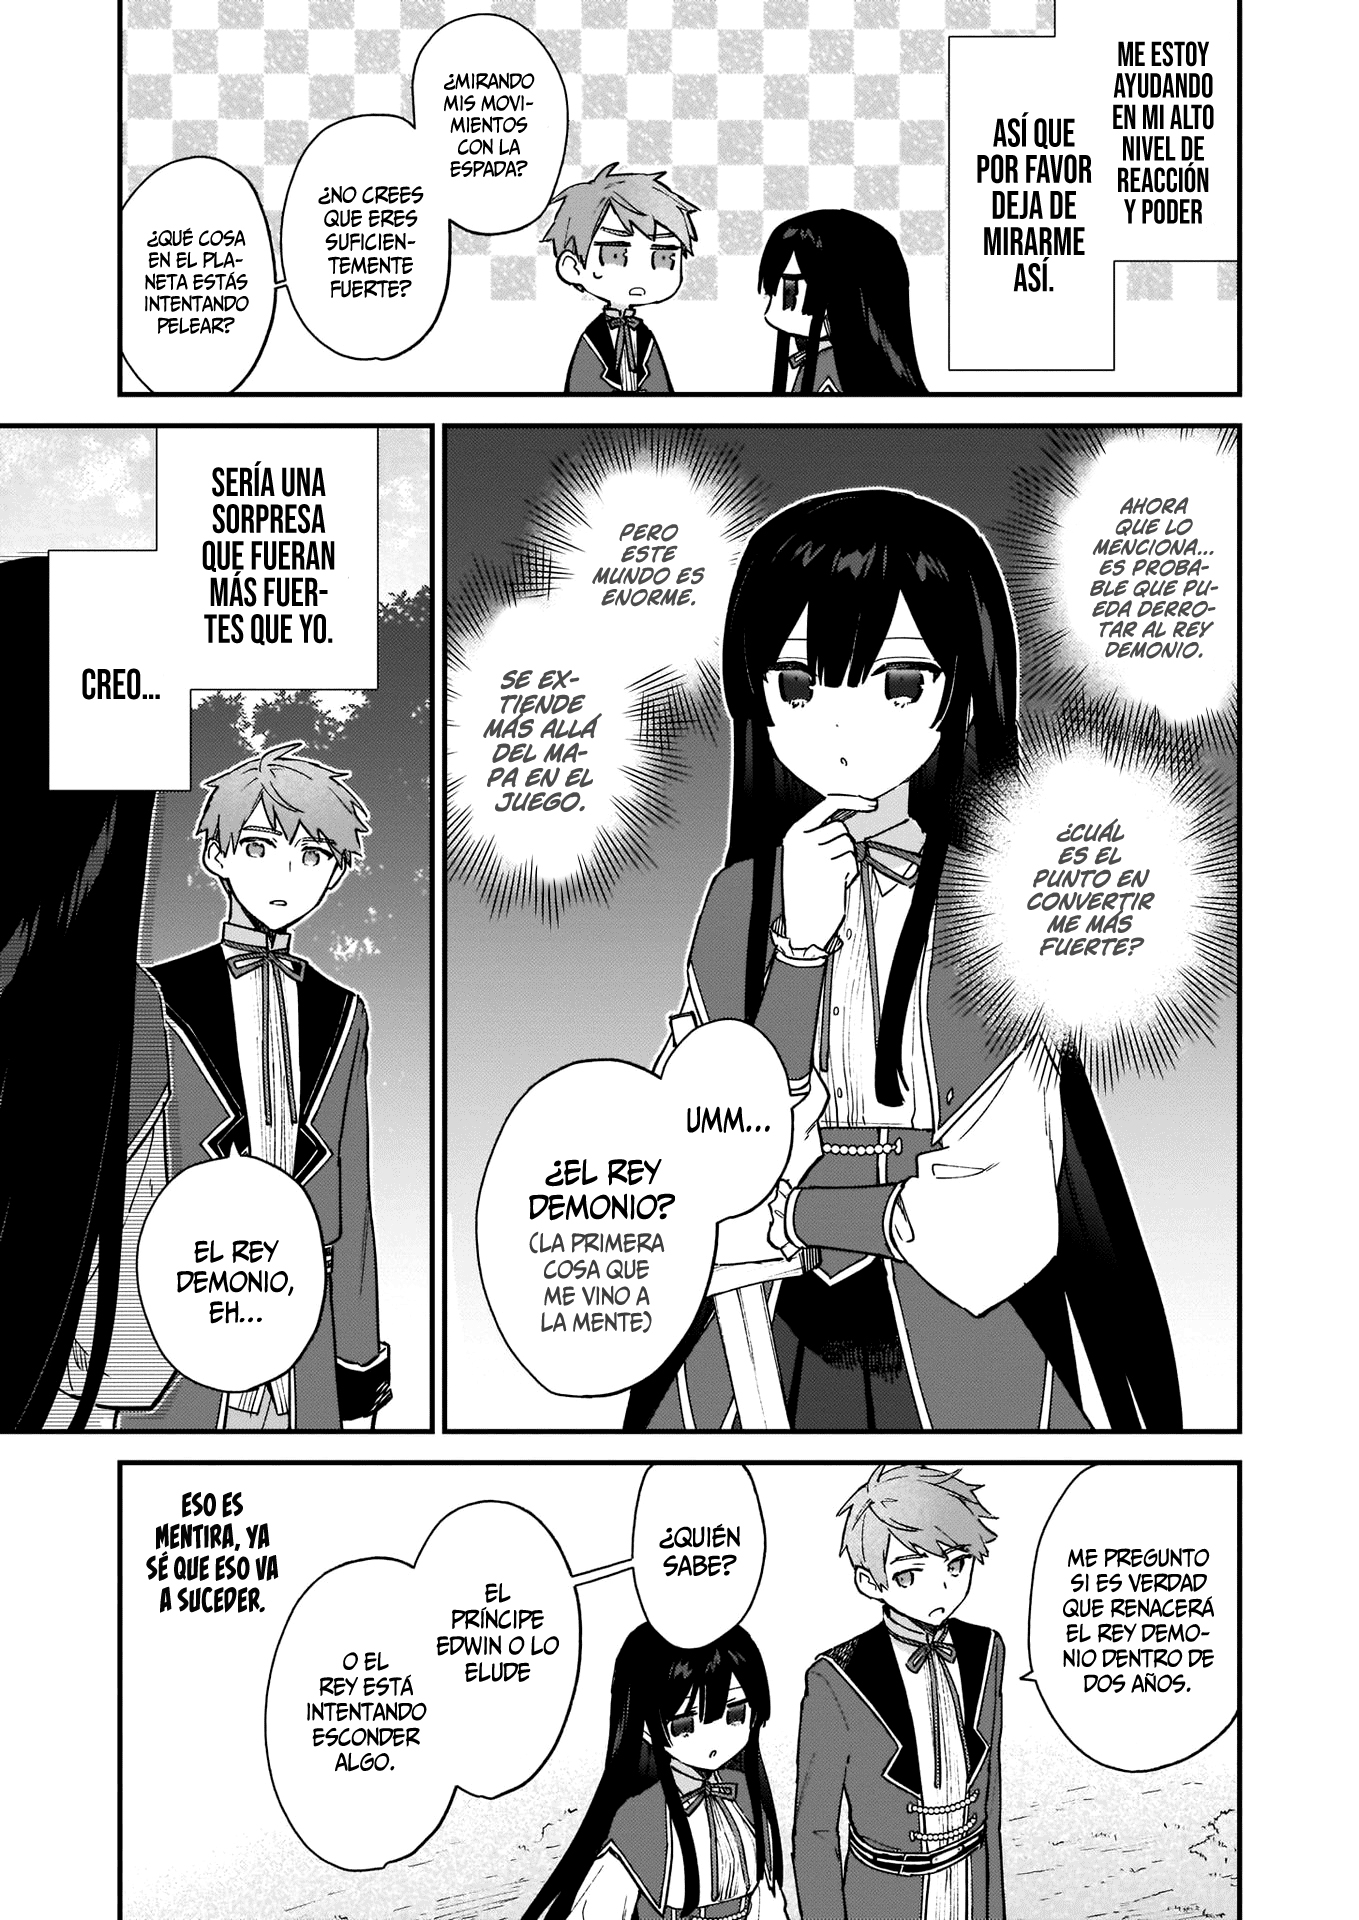 ME ESTOY
AYUDANDO
EN MI ALTO
NIVEL DE
REACCIÓN
Y PODER
ASÍ QUE
POR FAVOR
DEJA DE
MIRARME
ASÍ.
¿MIRANDO
MIS MOVI-
MIENTOS
CON LA
ESPADA?
¿NO CREES
QUE ERES
SUFICIEN-
TEMENTE
FUERTE?
¿QUÉ COSA
EN EL PLA-
NETA ESTÁS
INTENTANDO
PELEAR?
AHORA
QUE LO
MENCIONA...
ES PROBA-
BLE QUE PU-
EDA DERRO-
TAR AL REY
DEMONIO.
¿CUÁL
ES EL
PUNTO EN
CONVERTIR
ME MÁS
FUERTE?
PERO
ESTE
MUNDO ES
ENORME.
SE EX-
TIENDE
MÁS ALLÁ
DEL MA-
PA EN EL
JUEGO.
UMM...
¿EL REY
DEMONIO?
(LA PRIMERA
COSA QUE
ME VINO A
LA MENTE)
SERÍA UNA
SORPRESA
QUE FUERAN
MÁS FUER-
TES QUE YO.
CREO...
EL REY
DEMONIO,
EH...
ME PREGUNTO
SI ES VERDAD
QUE RENACERÁ
EL REY DEMO-
NIO DENTRO DE
DOS AÑOS.
¿QUIÉN
SABE?
EL
PRÍNCIPE
EDWIN O LO
ELUDE
O EL
REY ESTÁ
INTENTANDO
ESCONDER
ALGO.
ESO ES
MENTIRA, YA
SÉ QUE ESO VA
A SUCEDER.